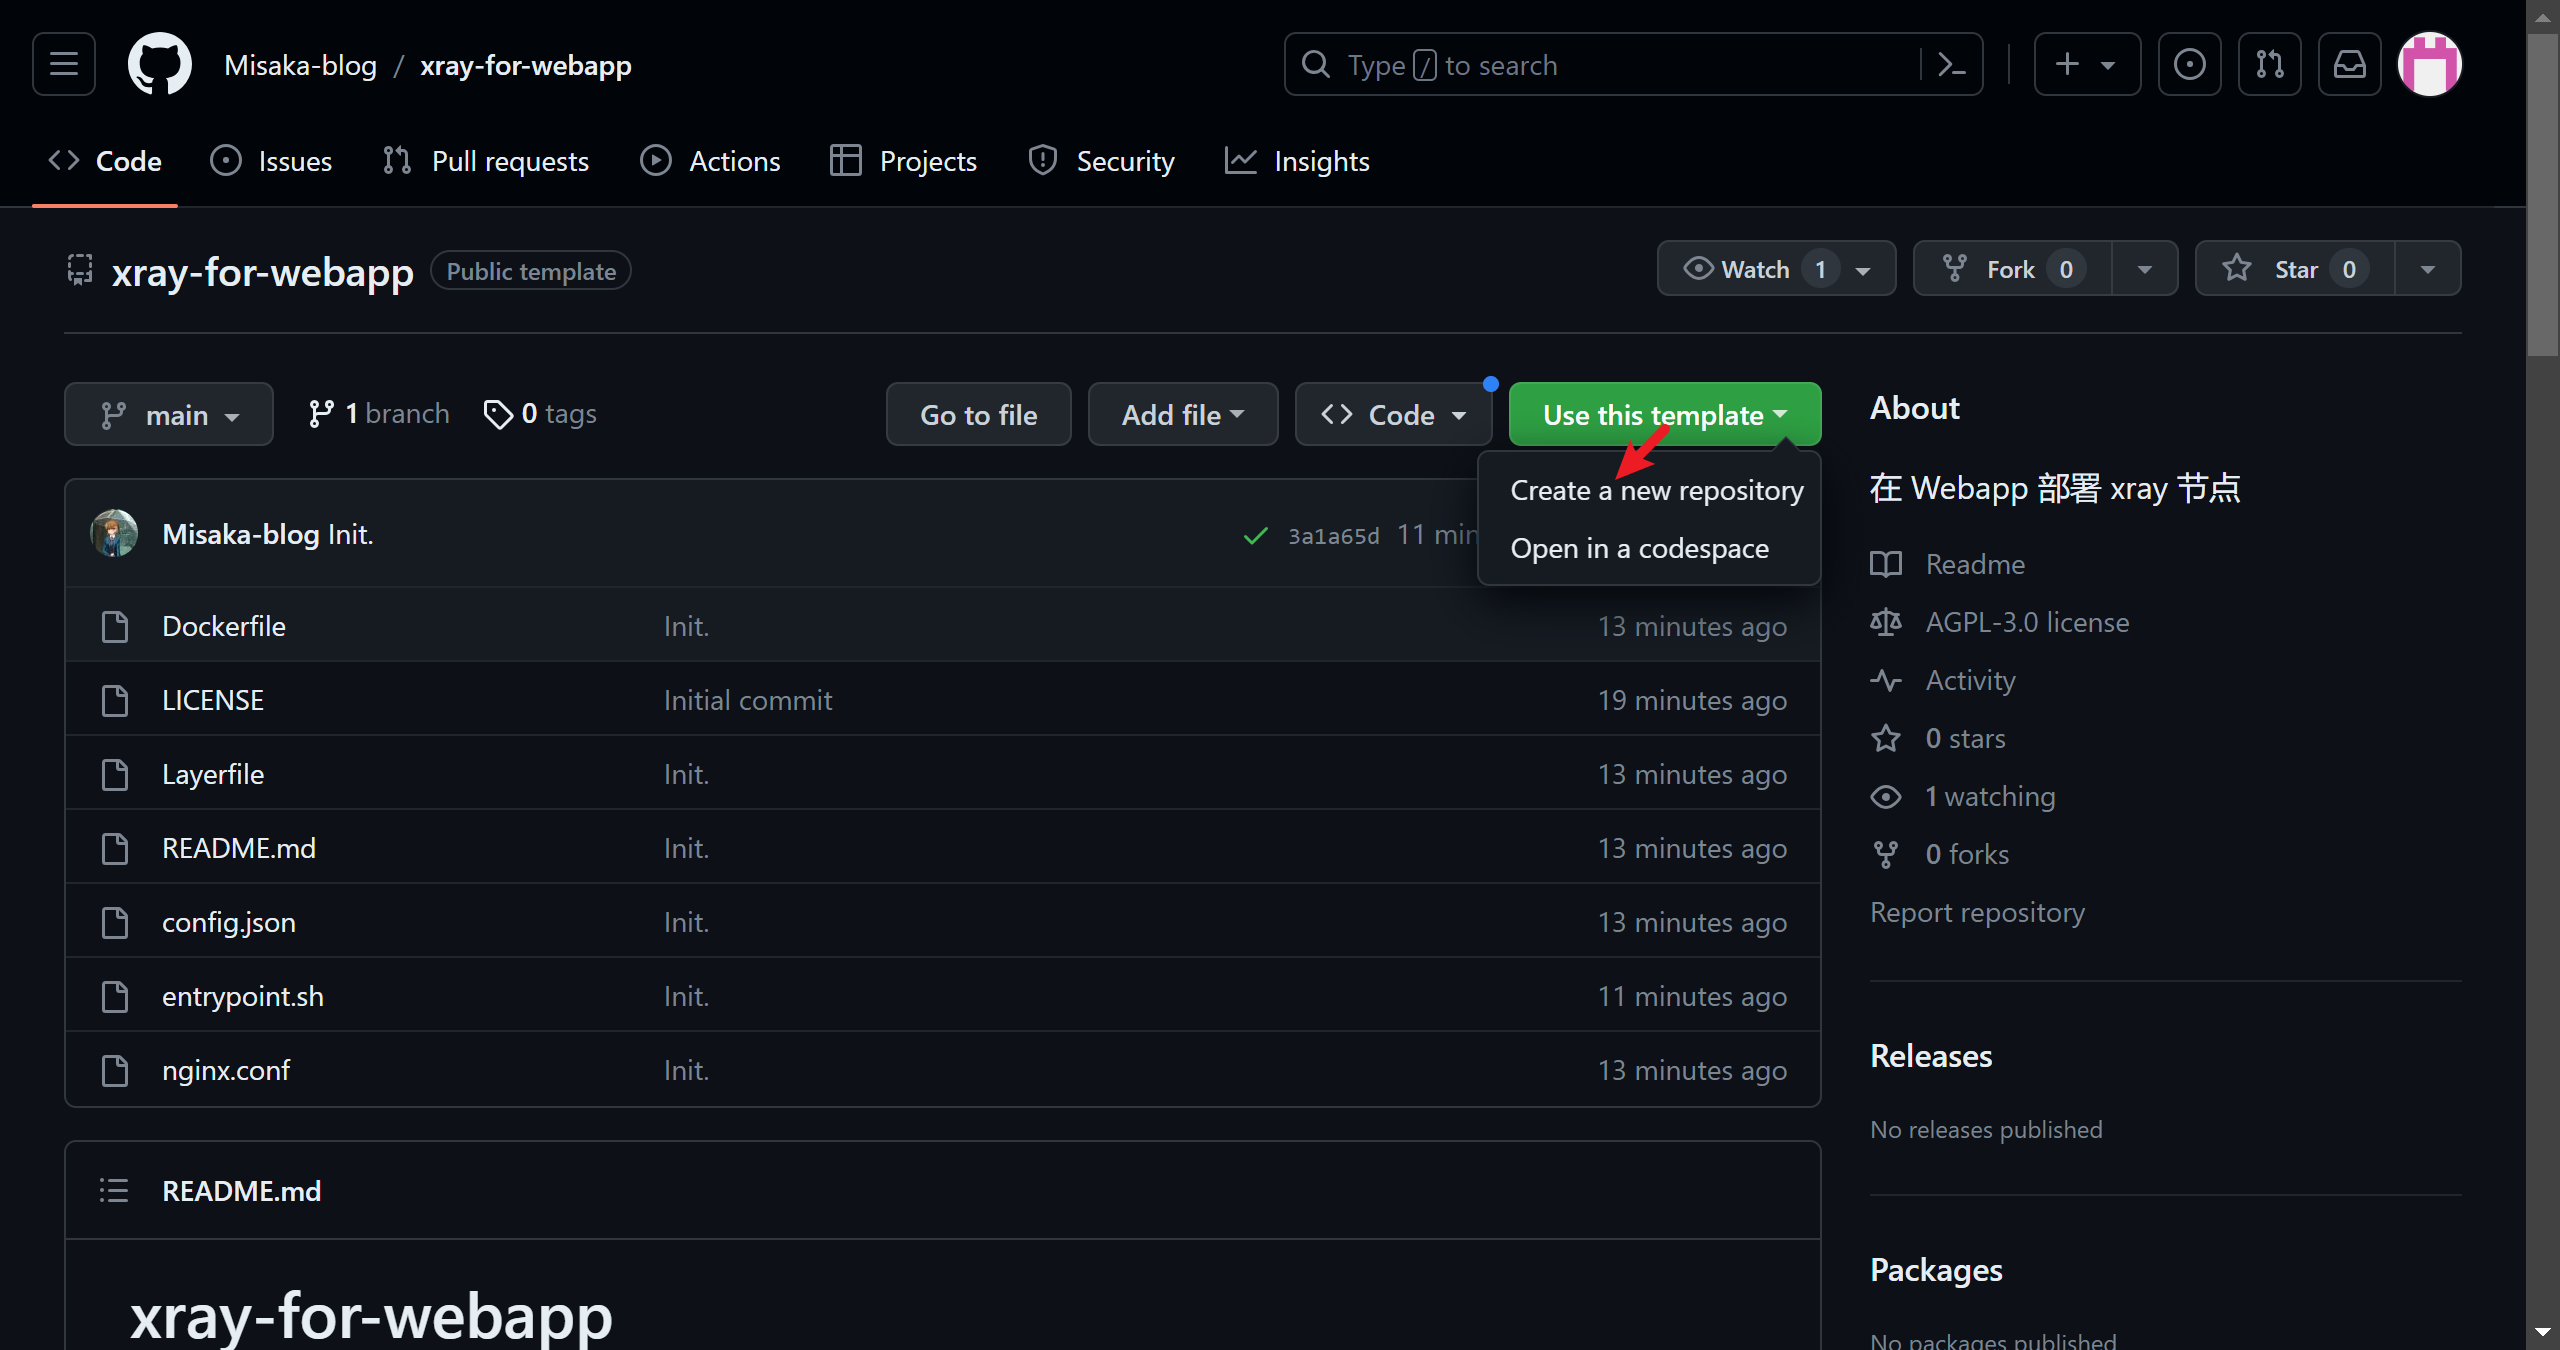 Misaka-blog / xray-for-webapp
Type / to search
Code Issues Pull requests Actions Projects Security Insights
xray-for-webapp Public template
Watch 1 Fork 0 Star 0
main 1 branch 0 tags Go to file Add file Code Use this template
Create a new repository
Open in a codespace
Misaka-blog Init. 3a1a65d 11 min
Dockerfile Init. 13 minutes ago
LICENSE Initial commit 19 minutes ago
Layerfile Init. 13 minutes ago
README.md Init. 13 minutes ago
config.json Init. 13 minutes ago
entrypoint.sh Init. 11 minutes ago
nginx.conf Init. 13 minutes ago
README.md
xray-for-webapp
About
在 Webapp 部署 xray 节点
Readme
AGPL-3.0 license
Activity
0 stars
1 watching
0 forks
Report repository
Releases
No releases published
Packages
No packages published